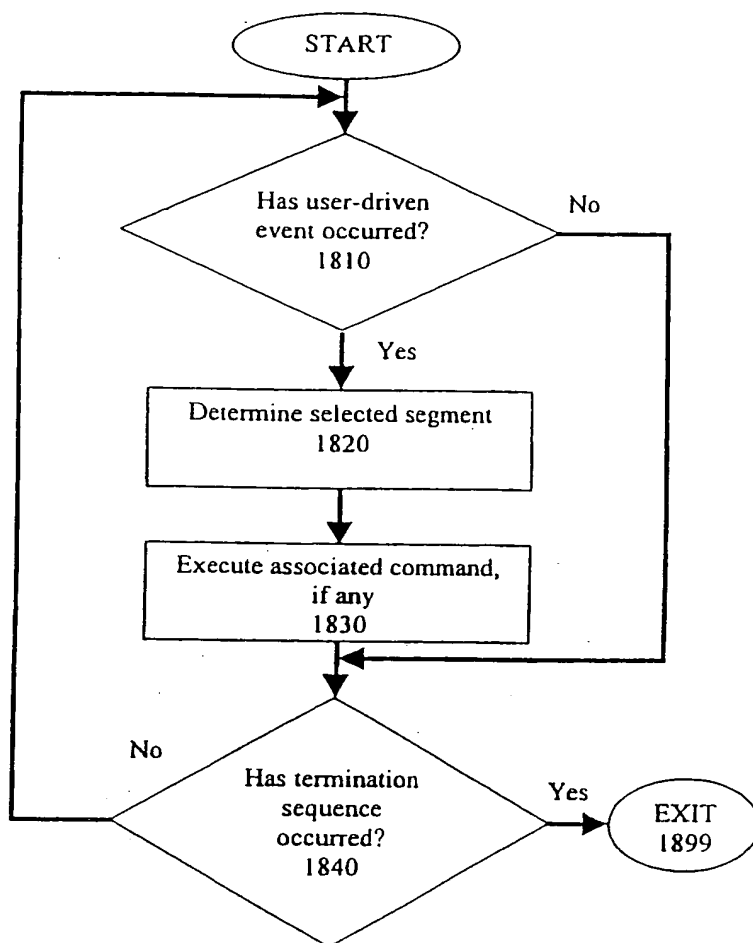 START
Has user-driven
event occurred?
1810
No
Yes
Determine selected segment
1820
Execute associated command,
if any
1830
No
Has termination
sequence
occurred?
1840
Yes
EXIT
1899